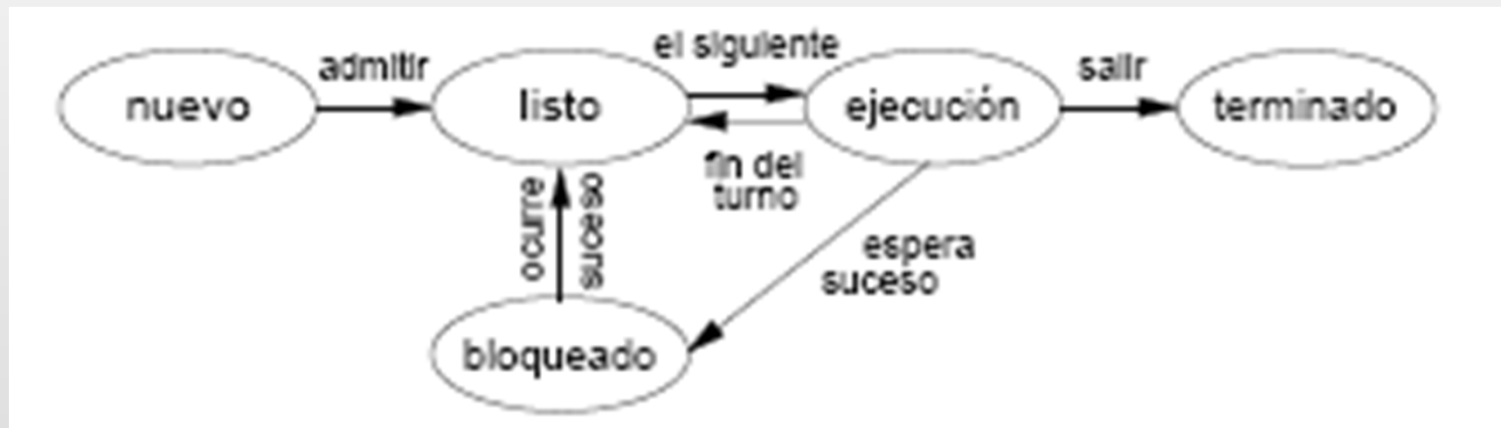 nuevo
admitir
listo
el siguiente
ejecución
salir
terminado
fin del
turno
ocurre
suceso
espera
suceso
bloqueado